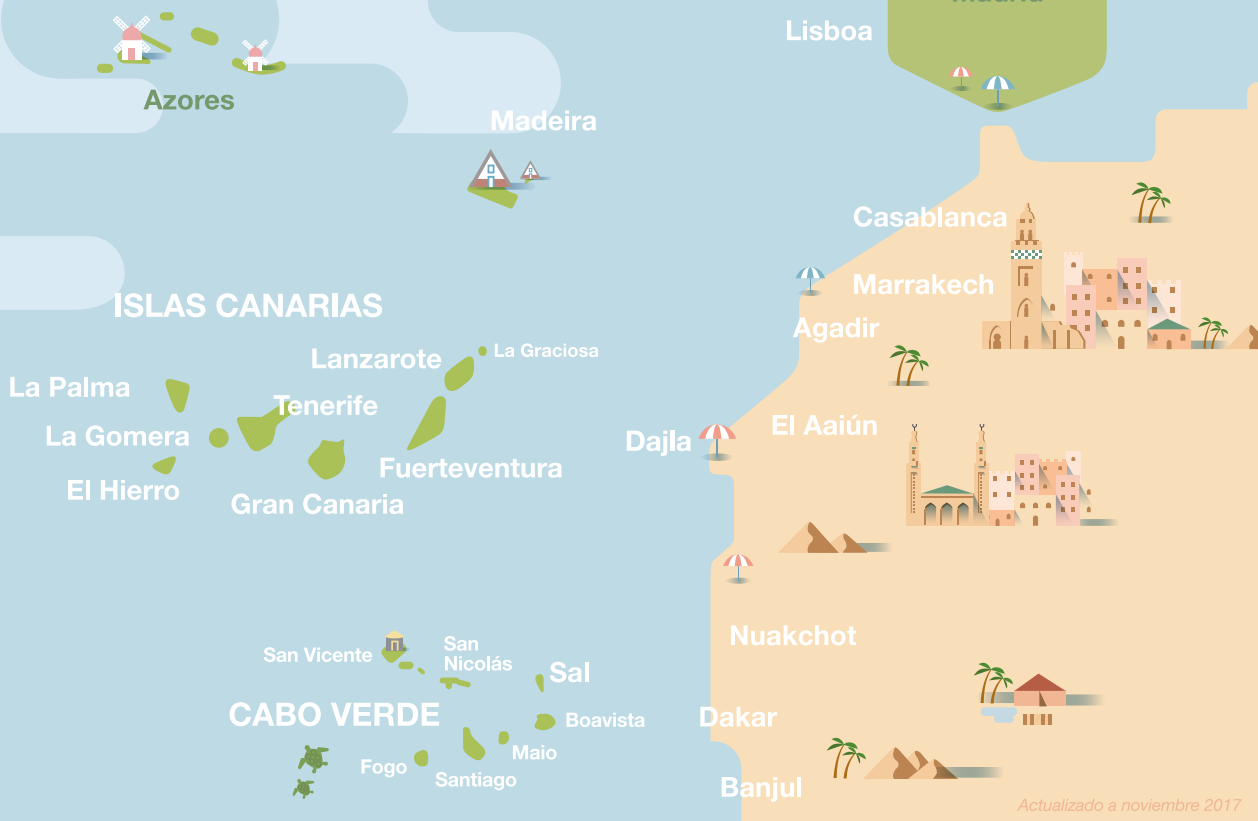 Madrid
Lisboa
Azores
Madeira
Casablanca
Marrakech
ISLAS CANARIAS
Agadir
Lanzarote
La Graciosa
La Palma
Tenerife
La Gomera
El Aaiún
Dajla
Fuerteventura
El Hierro
Gran Canaria
Nuakchot
San Vicente
San
Nicolás
Sal
CABO VERDE
Boavista
Dakar
Maio
Fogo
Santiago
Banjul
Actualizado a noviembre 2017